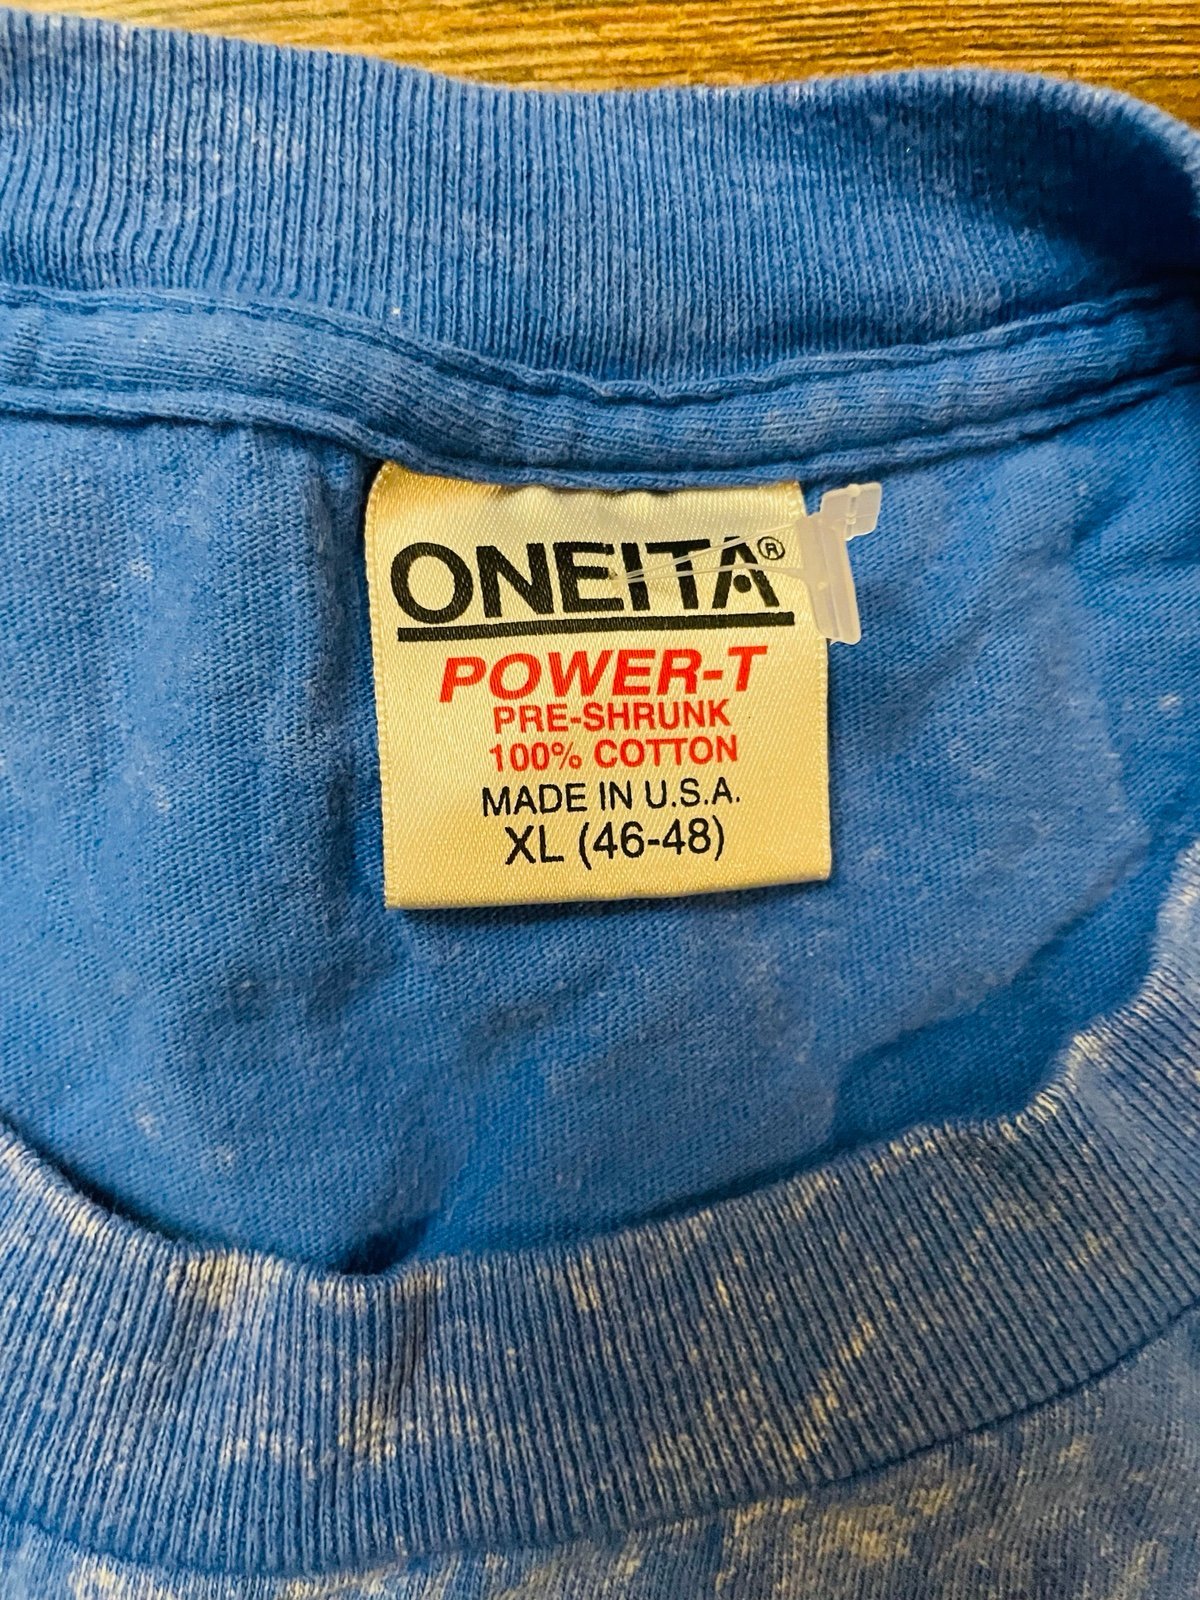 ONEITA®
POWER-T
PRE-SHRUNK
100% COTTON
MADE IN U.S.A.
XL (46-48)